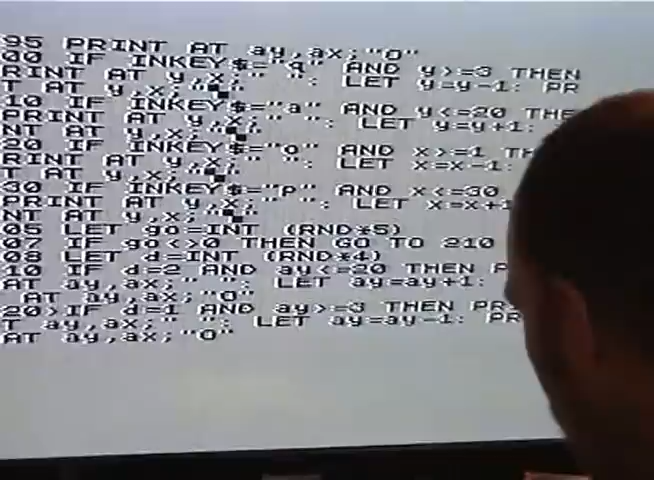 95 PRINT AT ay,ax;"O"
00 IF INKEY$="q" AND y>=3 THEN
RINT AT y,x;" ": LET y=y-1: PR
T AT y,x;"
10 IF INKEY$="a" AND y<=20 THE
PRINT AT y,x;" ": LET y=y+1:
NT AT y,x;"
20 IF INKEY$="o" AND x>=1 TH
PRINT AT y,x;" ": LET x=x-1:
T AT y,x;"
30 IF INKEY$="p" AND x<=30
PRINT AT y,x;" ": LET x=x+1
NT AT y,x;"
05 LET go=INT (RND*5)
07 IF go<>0 THEN GO TO 210
08 LET d=INT (RND*4)
10 IF d=2 AND ay<=20 THEN P
AT ay,ax;" ": LET ay=ay+1:
AT ay,ax;"O"
20>IF d=1 AND ay>=3 THEN PR
T ay,ax;" ": LET ay=ay-1: PR
AT ay,ax;"O"